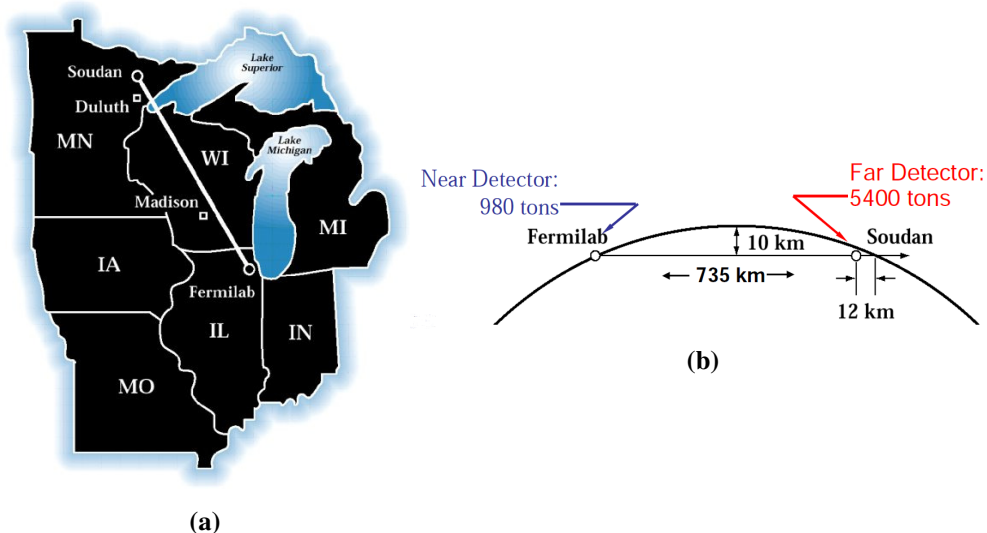 Lake
Superior
Soudan
Duluth
MN
Lake
Michigan
WI
Madison
MI
IA
Fermilab
IL
IN
MO
(a)
Near Detector:
980 tons
Far Detector:
5400 tons
Fermilab
10 km
Soudan
735 km
12 km
(b)